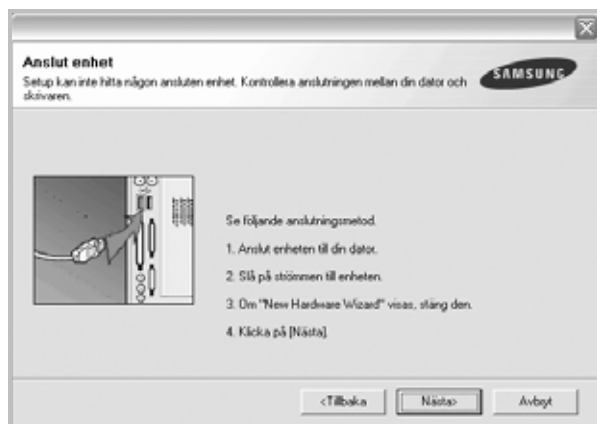 Anslut enhet
Setup kan inte hitta någon ansluten enhet. Kontrollera anslutningen mellan din dator och
skrivaren.
SAMSUNG
Se följande anslutningsmetod.
1. Anslut enheten till din dator.
2. Slå på strömmen till enheten.
3. Om "New Hardware Wizard" visas, stäng den.
4. Klicka på [Nästa].
<Tillbaka
Nästa>
Avbryt